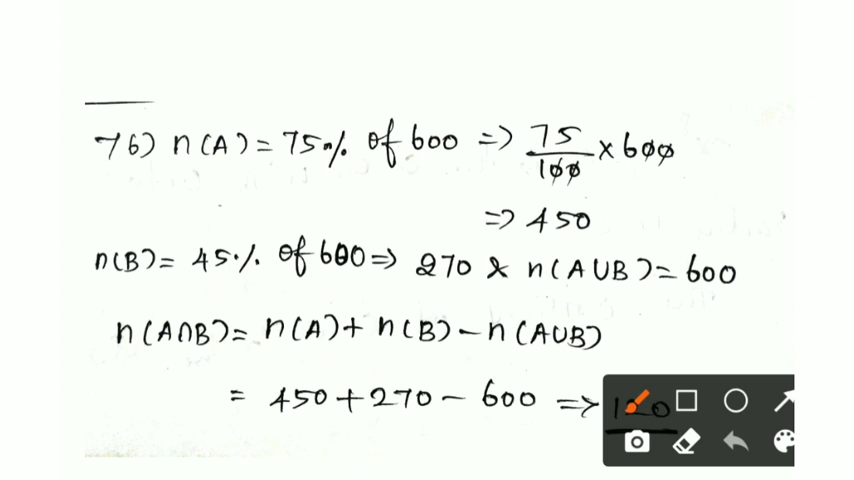 76) n(A) = 75% of 600 => 75/100 × 600
=> 450
n(B) = 45% of 600 => 270 & n(A∪B) = 600
n(A∩B) = n(A) + n(B) − n(A∪B)
= 450 + 270 − 600 => 120